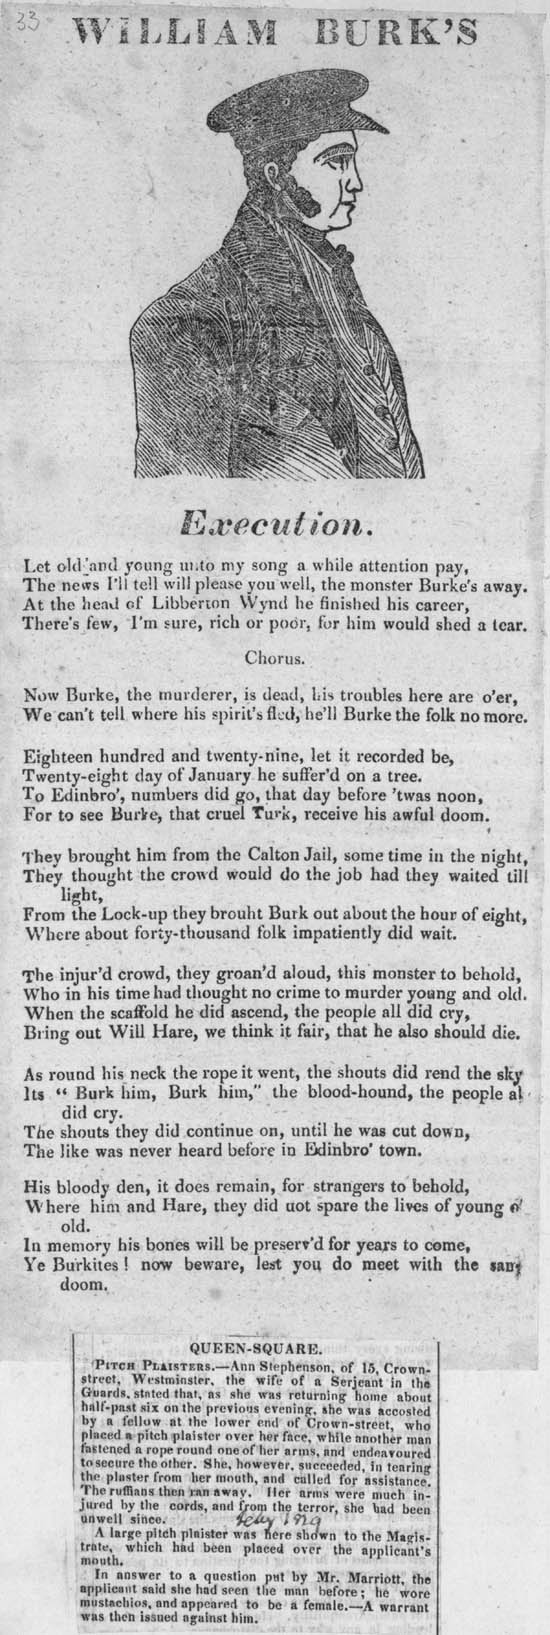 33
WILLIAM BURK'S
Execution.
Let old and young unto my song a while attention pay,
The news I'll tell will please you well, the monster Burke's away.
At the head of Libberton Wynd he finished his career,
There's few, I'm sure, rich or poor, for him would shed a tear.
Chorus.
Now Burke, the murderer, is dead, his troubles here are o'er,
We can't tell where his spirit's fled, he'll Burke the folk no more.
Eighteen hundred and twenty-nine, let it recorded be,
Twenty-eight day of January he suffer'd on a tree.
To Edinbro', numbers did go, that day before 'twas noon,
For to see Burke, that cruel Turk, receive his awful doom.
They brought him from the Calton Jail, some time in the night,
They thought the crowd would do the job had they waited till
light,
From the Lock-up they brouht Burk out about the hour of eight,
Where about forty-thousand folk impatiently did wait.
The injur'd crowd, they groan'd aloud, this monster to behold,
Who in his time had thought no crime to murder young and old.
When the scaffold he did ascend, the people all did cry,
Bring out Will Hare, we think it fair, that he also should die.
As round his neck the rope it went, the shouts did rend the sky
Its “ Burk him, Burk him,” the blood-hound, the people al
did cry.
The shouts they did continue on, until he was cut down,
The like was never heard before in Edinbro' town.
His bloody den, it does remain, for strangers to behold,
Where him and Hare, they did uot spare the lives of young o'
old.
In memory his bones will be preserv'd for years to come,
Ye Burkites! now beware, lest you do meet with the sam
doom.
QUEEN-SQUARE.
PITCH PLAISTERS.—Ann Stephenson, of 15, Crown-
street, Westminster, the wife of a Serjeant in the
Guards, stated that, as she was returning home about
half-past six on the previous evening, she was accosted
by a fellow at the lower end of Crown-street, who
placed a pitch plaister over her face, while another man
fastened a rope round one of her arms, and endeavoured
to secure the other. She, however, succeeded, in tearing
the plaster from her mouth, and called for assistance.
The ruffians then ran away. Her arms were much in-
jured by the cords, and from the terror, she had been
unwell since.
A large pitch plaister was here shown to the Magis-
trate, which had been placed over the applicant's
mouth.
In answer to a question put by Mr. Marriott, the
applicant said she had seen the man before; he wore
mustachios, and appeared to be a female.—A warrant
was then issued against him.